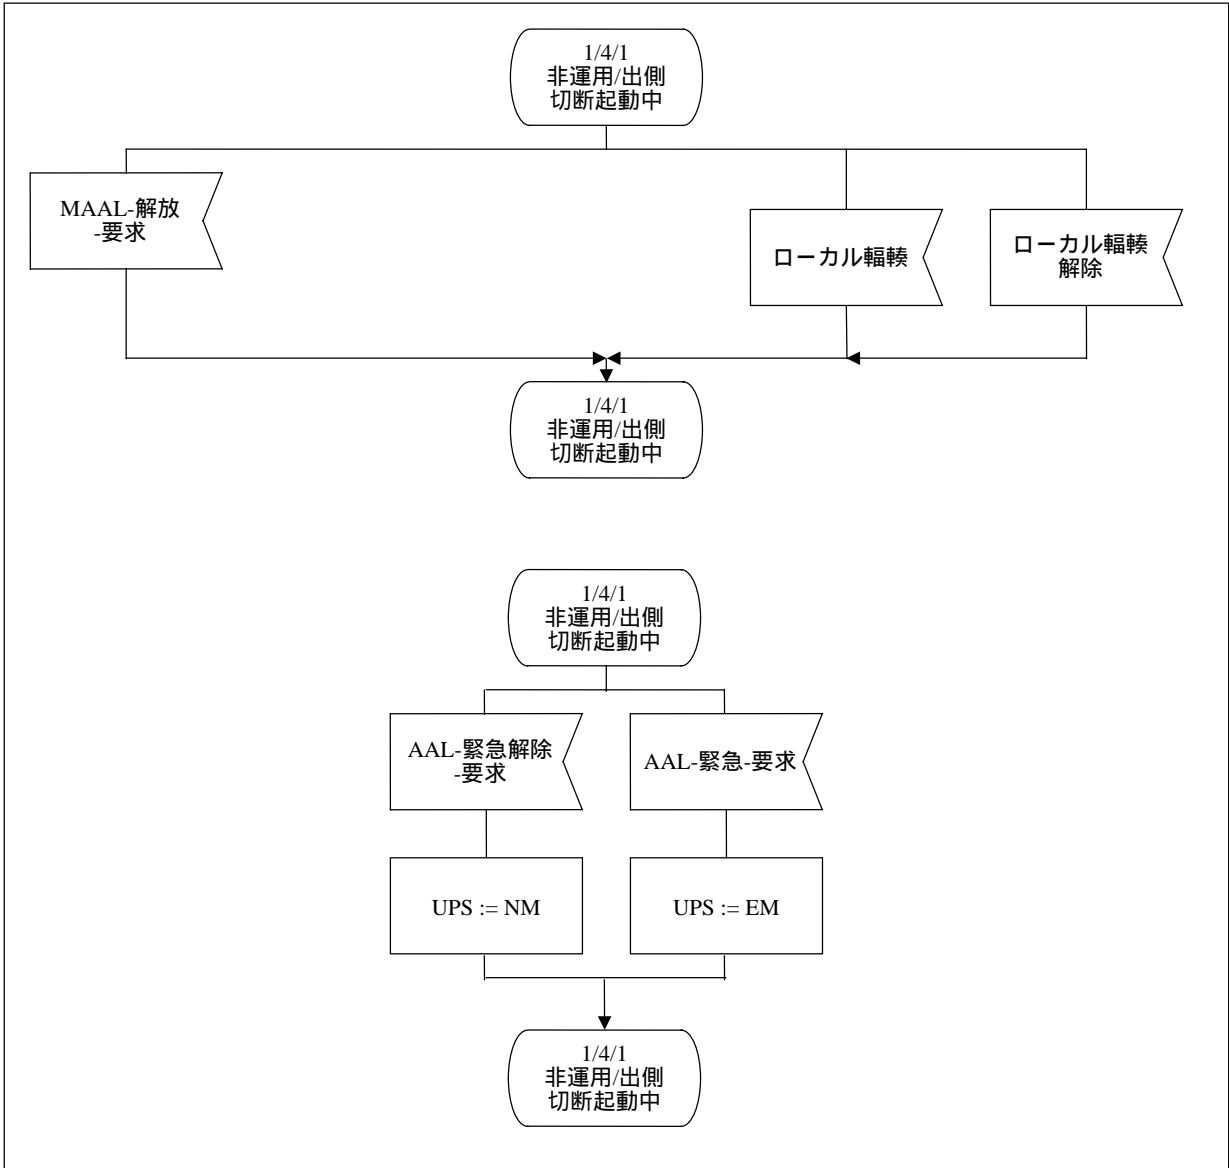 1/4/1
非運用/出側
切断起動中
MAAL-解放
-要求
ローカル輻輳
ローカル輻輳
解除
1/4/1
非運用/出側
切断起動中
1/4/1
非運用/出側
切断起動中
AAL-緊急解除
-要求
AAL-緊急-要求
UPS := NM
UPS := EM
1/4/1
非運用/出側
切断起動中